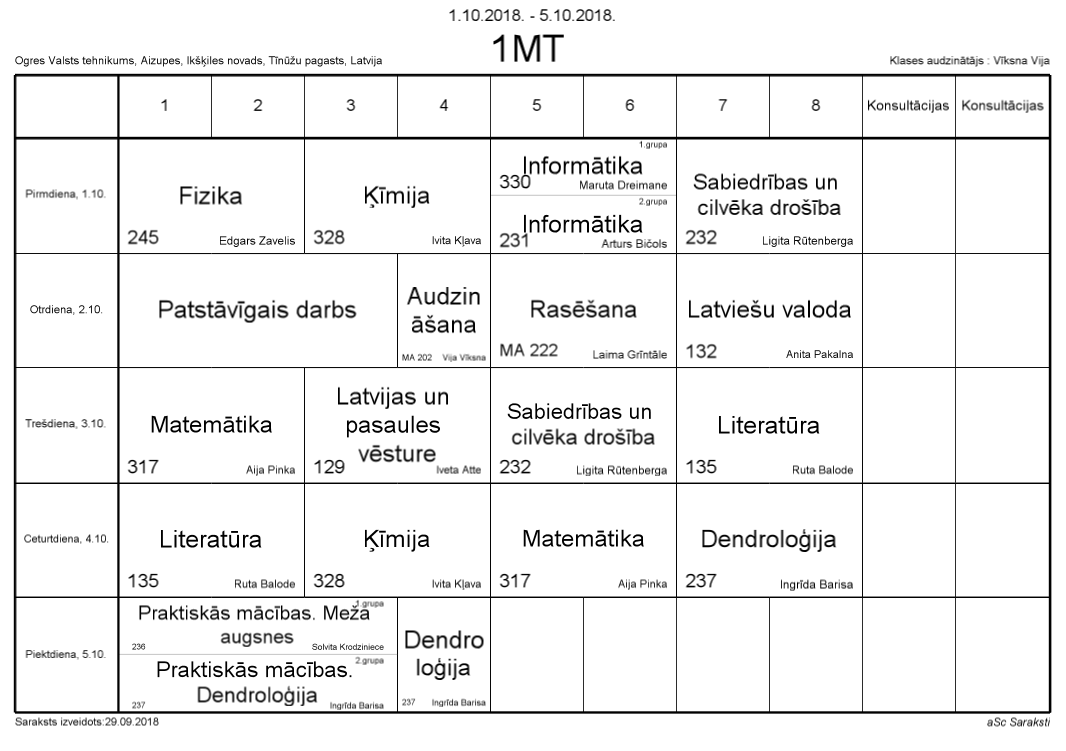 1.10.2018. - 5.10.2018.
1MT
Ogres Valsts tehnikums, Aizupes, Ikšķiles novads, Tīnūžu pagasts, Latvija
Klases audzinātājs : Vīksna Vija
1 2 3 4 5 6 7 8 Konsultācijas Konsultācijas
Pirmdiena, 1.10.
Fizika
245 Edgars Zavelis
Ķīmija
328 Ivita Kļava
1.grupa
Informātika
330 Maruta Dreimane
2.grupa
Informātika
231 Arturs Bičols
Sabiedrības un
cilvēka drošība
232 Ligita Rūtenberga
Otrdiena, 2.10.
Patstāvīgais darbs
Audzin
āšana
MA 202 Vija Vīksna
Rasēšana
MA 222 Laima Grīntāle
Latviešu valoda
132 Anita Pakalna
Trešdiena, 3.10.
Matemātika
317 Aija Pinka
Latvijas un
pasaules
vēsture
129 Iveta Atte
Sabiedrības un
cilvēka drošība
232 Ligita Rūtenberga
Literatūra
135 Ruta Balode
Ceturtdiena, 4.10.
Literatūra
135 Ruta Balode
Ķīmija
328 Ivita Kļava
Matemātika
317 Aija Pinka
Dendroloģija
237 Ingrīda Barisa
Piektdiena, 5.10.
1.grupa
Praktiskās mācības. Meža
augsnes
236 Solvita Krodziniece
2.grupa
Praktiskās mācības.
Dendroloģija
237 Ingrīda Barisa
Dendro
loģija
237 Ingrīda Barisa
Saraksts izveidots:29.09.2018
aSc Saraksti